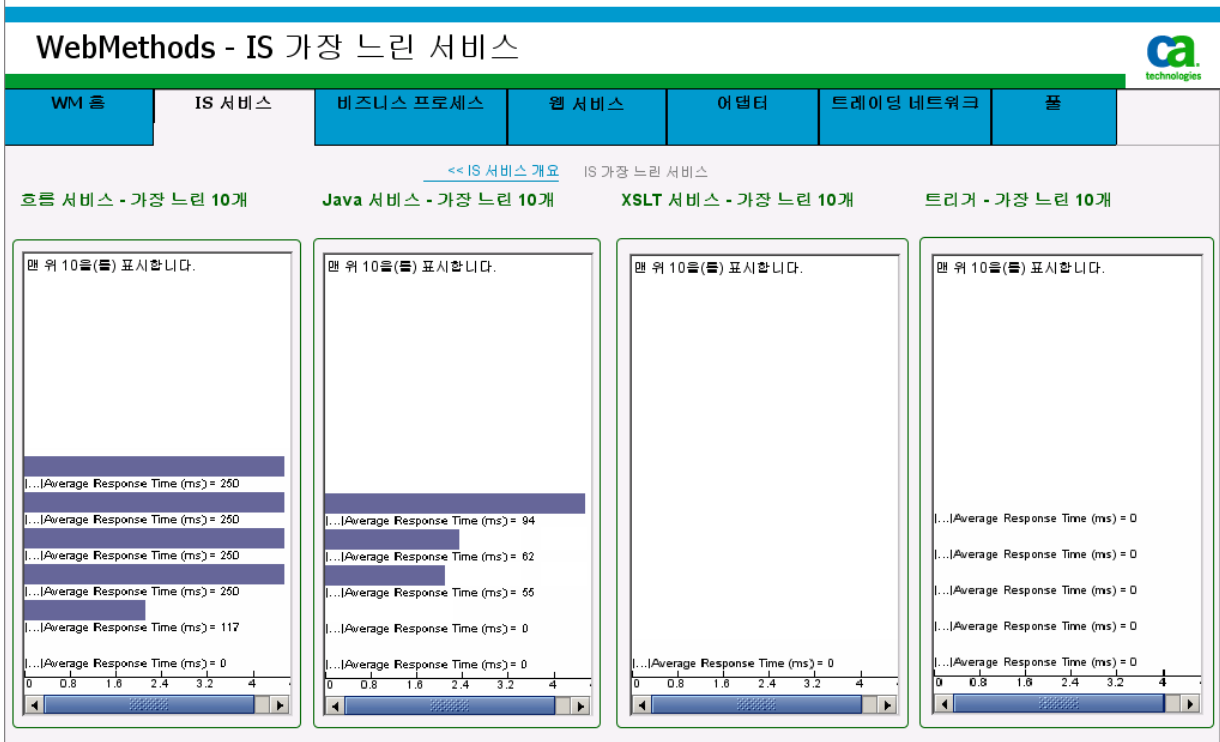 WebMethods - IS 가장 느린 서비스
ca
technologies
WM 홈
IS 서비스
비즈니스 프로세스
웹 서비스
어댑터
트레이딩 네트워크
풀
<< IS 서비스 개요
IS 가장 느린 서비스
흐름 서비스 - 가장 느린 10개
Java 서비스 - 가장 느린 10개
XSLT 서비스 - 가장 느린 10개
트리거 - 가장 느린 10개
맨 위 10을(를) 표시합니다.
|...|Average Response Time (ms) = 250
|...|Average Response Time (ms) = 250
|...|Average Response Time (ms) = 250
|...|Average Response Time (ms) = 250
|...|Average Response Time (ms) = 117
|...|Average Response Time (ms) = 0
0 0.8 1.6 2.4 3.2 4
맨 위 10을(를) 표시합니다.
|...|Average Response Time (ms) = 94
|...|Average Response Time (ms) = 62
|...|Average Response Time (ms) = 55
|...|Average Response Time (ms) = 0
|...|Average Response Time (ms) = 0
0 0.8 1.6 2.4 3.2 4
맨 위 10을(를) 표시합니다.
|...|Average Response Time (ms) = 0
0 0.8 1.6 2.4 3.2 4
맨 위 10을(를) 표시합니다.
|...|Average Response Time (ms) = 0
|...|Average Response Time (ms) = 0
|...|Average Response Time (ms) = 0
|...|Average Response Time (ms) = 0
|...|Average Response Time (ms) = 0
0 0.8 1.6 2.4 3.2 4